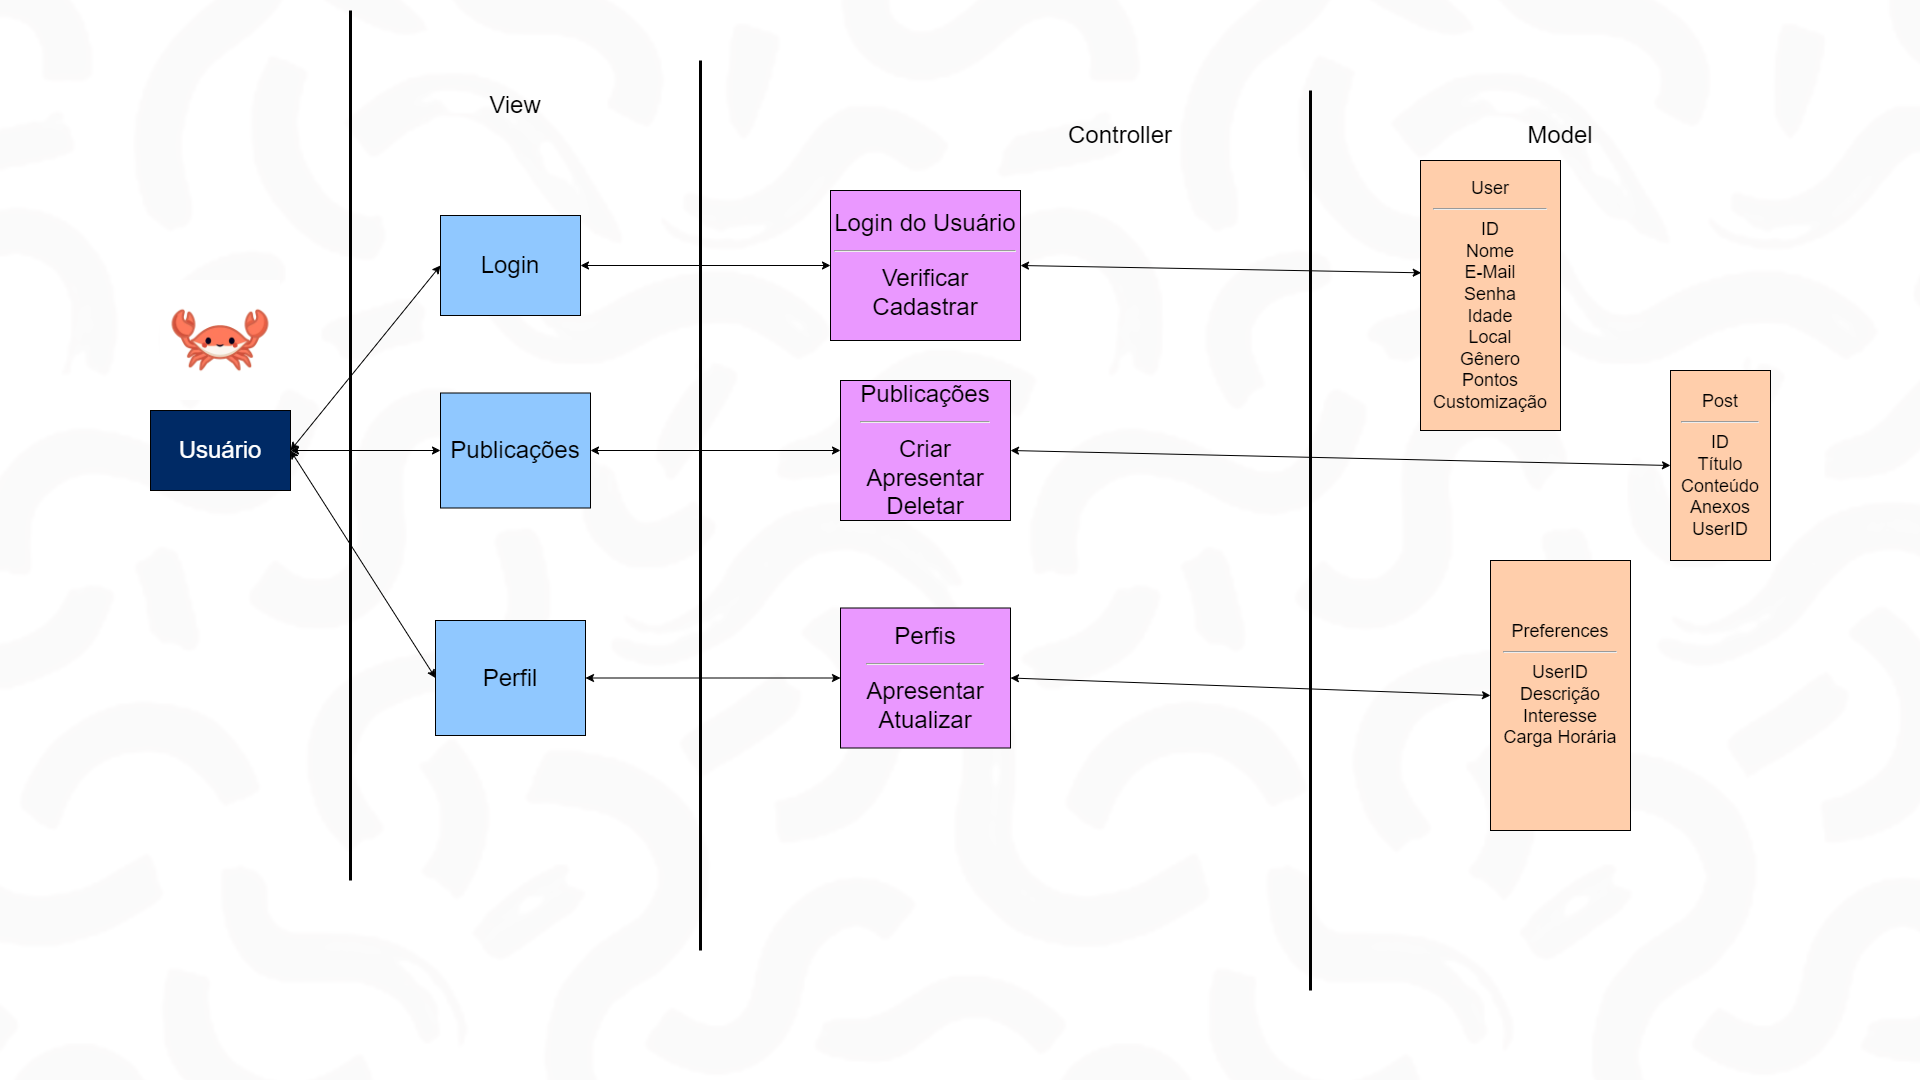 View
Controller
Model
Usuário
Login
Publicações
Perfil
Login do Usuário
Verificar
Cadastrar
Publicações
Criar
Apresentar
Deletar
Perfis
Apresentar
Atualizar
User
ID
Nome
E-Mail
Senha
Idade
Local
Gênero
Pontos
Customização
Post
ID
Título
Conteúdo
Anexos
UserID
Preferences
UserID
Descrição
Interesse
Carga Horária